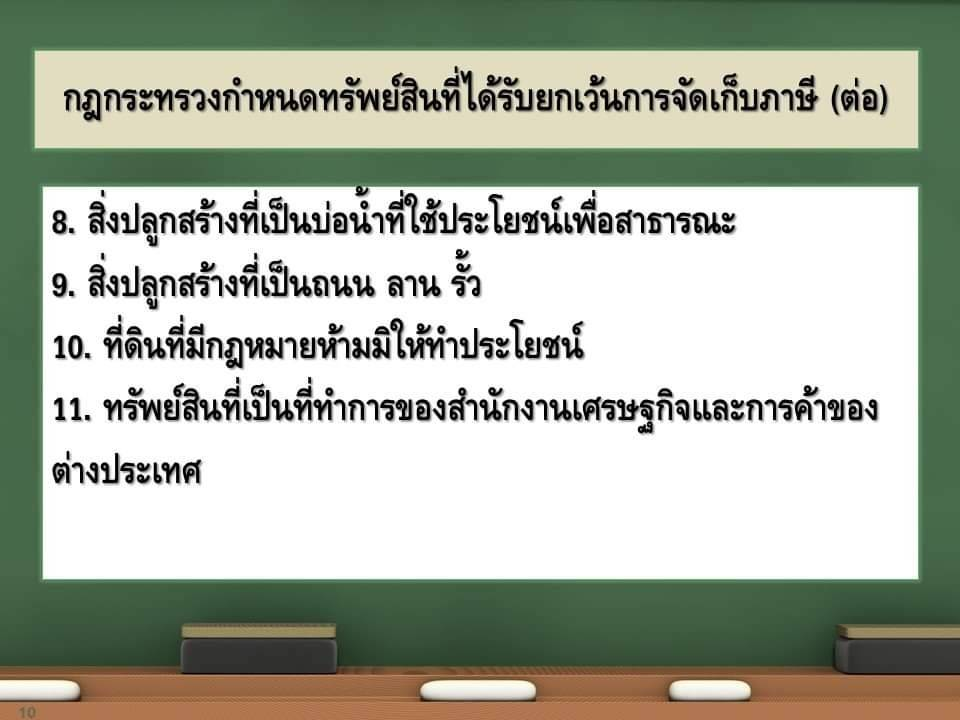 กฎกระทรวงกำหนดทรัพย์สินที่ได้รับยกเว้นการจัดเก็บภาษี (ต่อ)
8. สิ่งปลูกสร้างที่เป็นบ่อน้ำที่ใช้ประโยชน์เพื่อสาธารณะ
9. สิ่งปลูกสร้างที่เป็นถนน ลาน รั้ว
10. ที่ดินที่มีกฎหมายห้ามมิให้ทำประโยชน์
11. ทรัพย์สินที่เป็นที่ทำการของสำนักงานเศรษฐกิจและการค้าของ
ต่างประเทศ
10